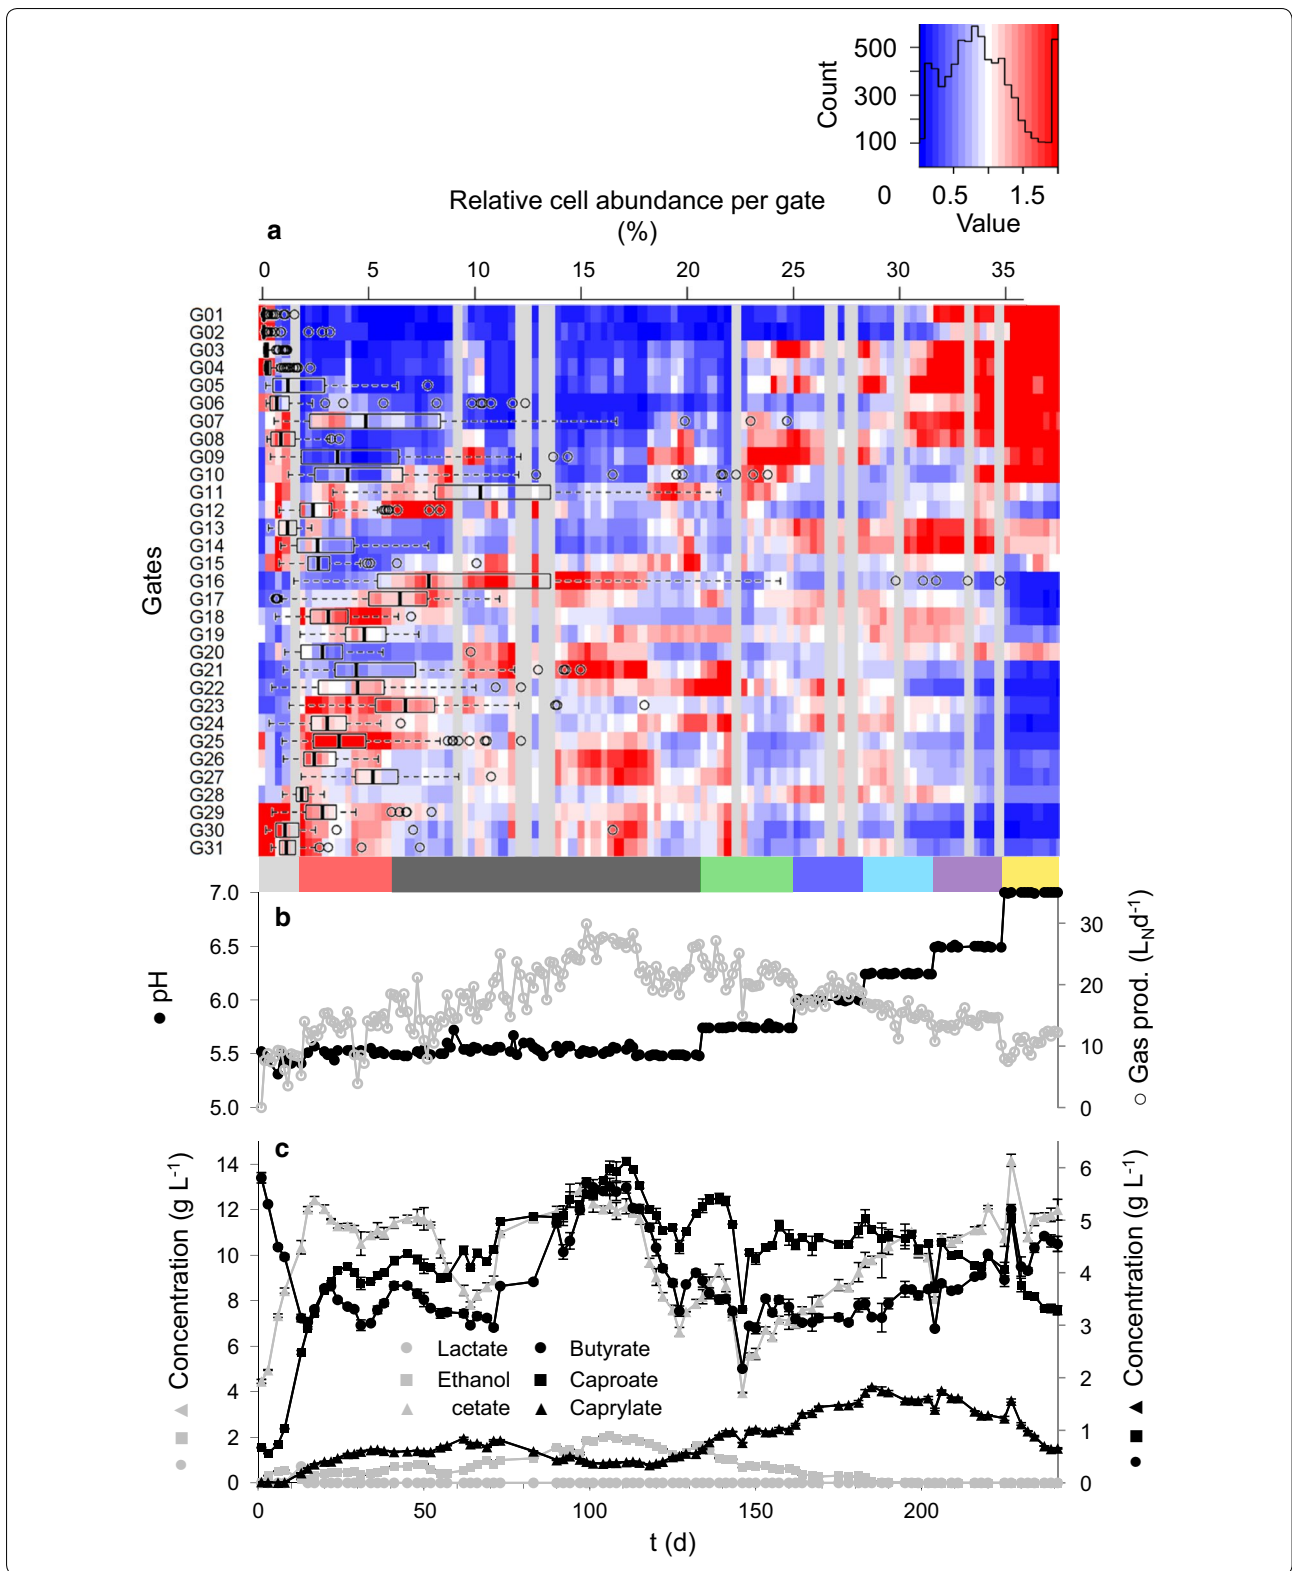 500
300
100
Count
0 0.5 1.5
Value
Relative cell abundance per gate
(%)
a
0 5 10 15 20 25 30 35
Gates
G01
G02
G03
G04
G05
G06
G07
G08
G09
G10
G11
G12
G13
G14
G15
G16
G17
G18
G19
G20
G21
G22
G23
G24
G25
G26
G27
G28
G29
G30
G31
b
● pH
7.0
6.5
6.0
5.5
5.0
30
20
10
0
○ Gas prod. (L_N d⁻¹)
c
● ■ ▲ Concentration (g L⁻¹)
14
12
10
8
6
4
2
0
6
5
4
3
2
1
0
● ■ ▲ Concentration (g L⁻¹)
Lactate Butyrate
Ethanol Caproate
cetate Caprylate
0 50 100 150 200
t (d)